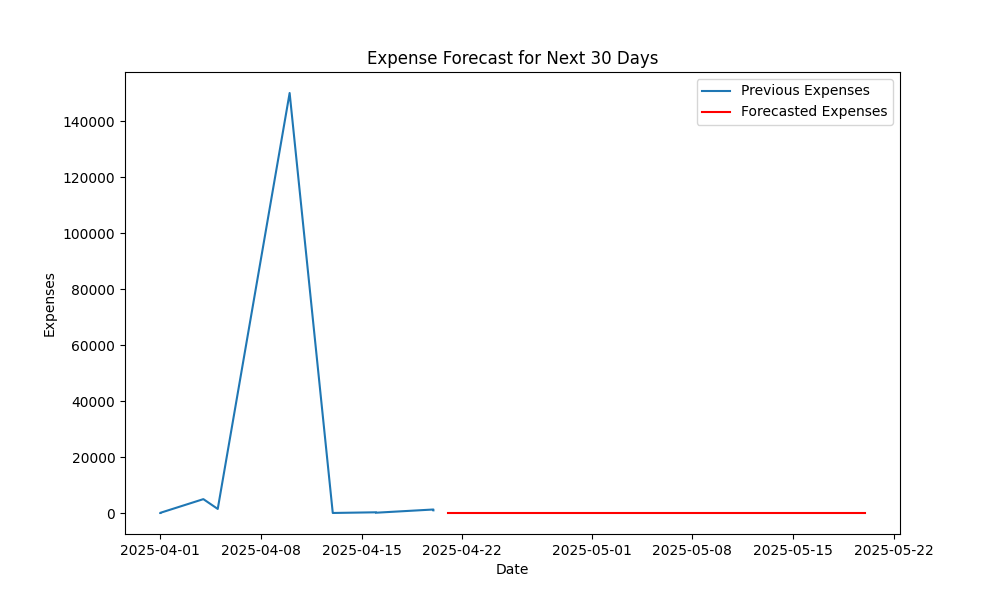 Expense Forecast for Next 30 Days
Previous Expenses
Forecasted Expenses
Expenses
140000
120000
100000
80000
60000
40000
20000
0
2025-04-01 2025-04-08 2025-04-15 2025-04-22 2025-05-01 2025-05-08 2025-05-15 2025-05-22
Date